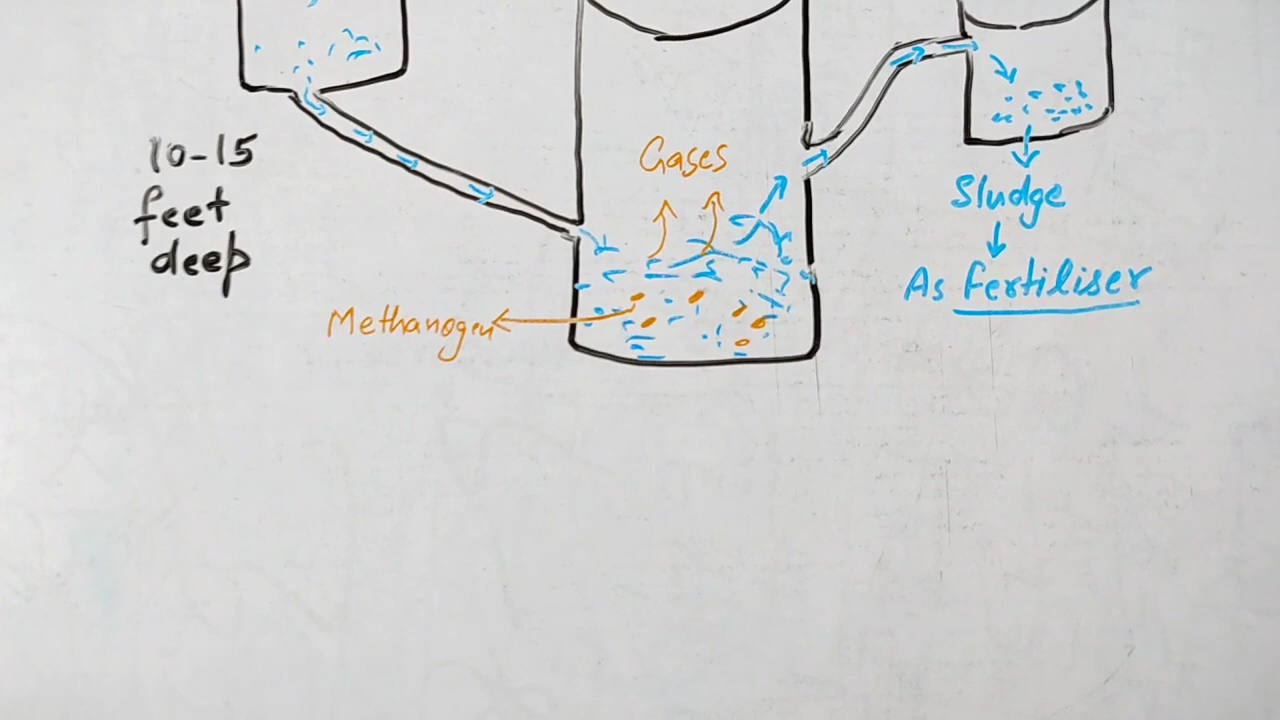 10-15
feet
deep
Gases
Methanogen
Sludge
As Fertiliser